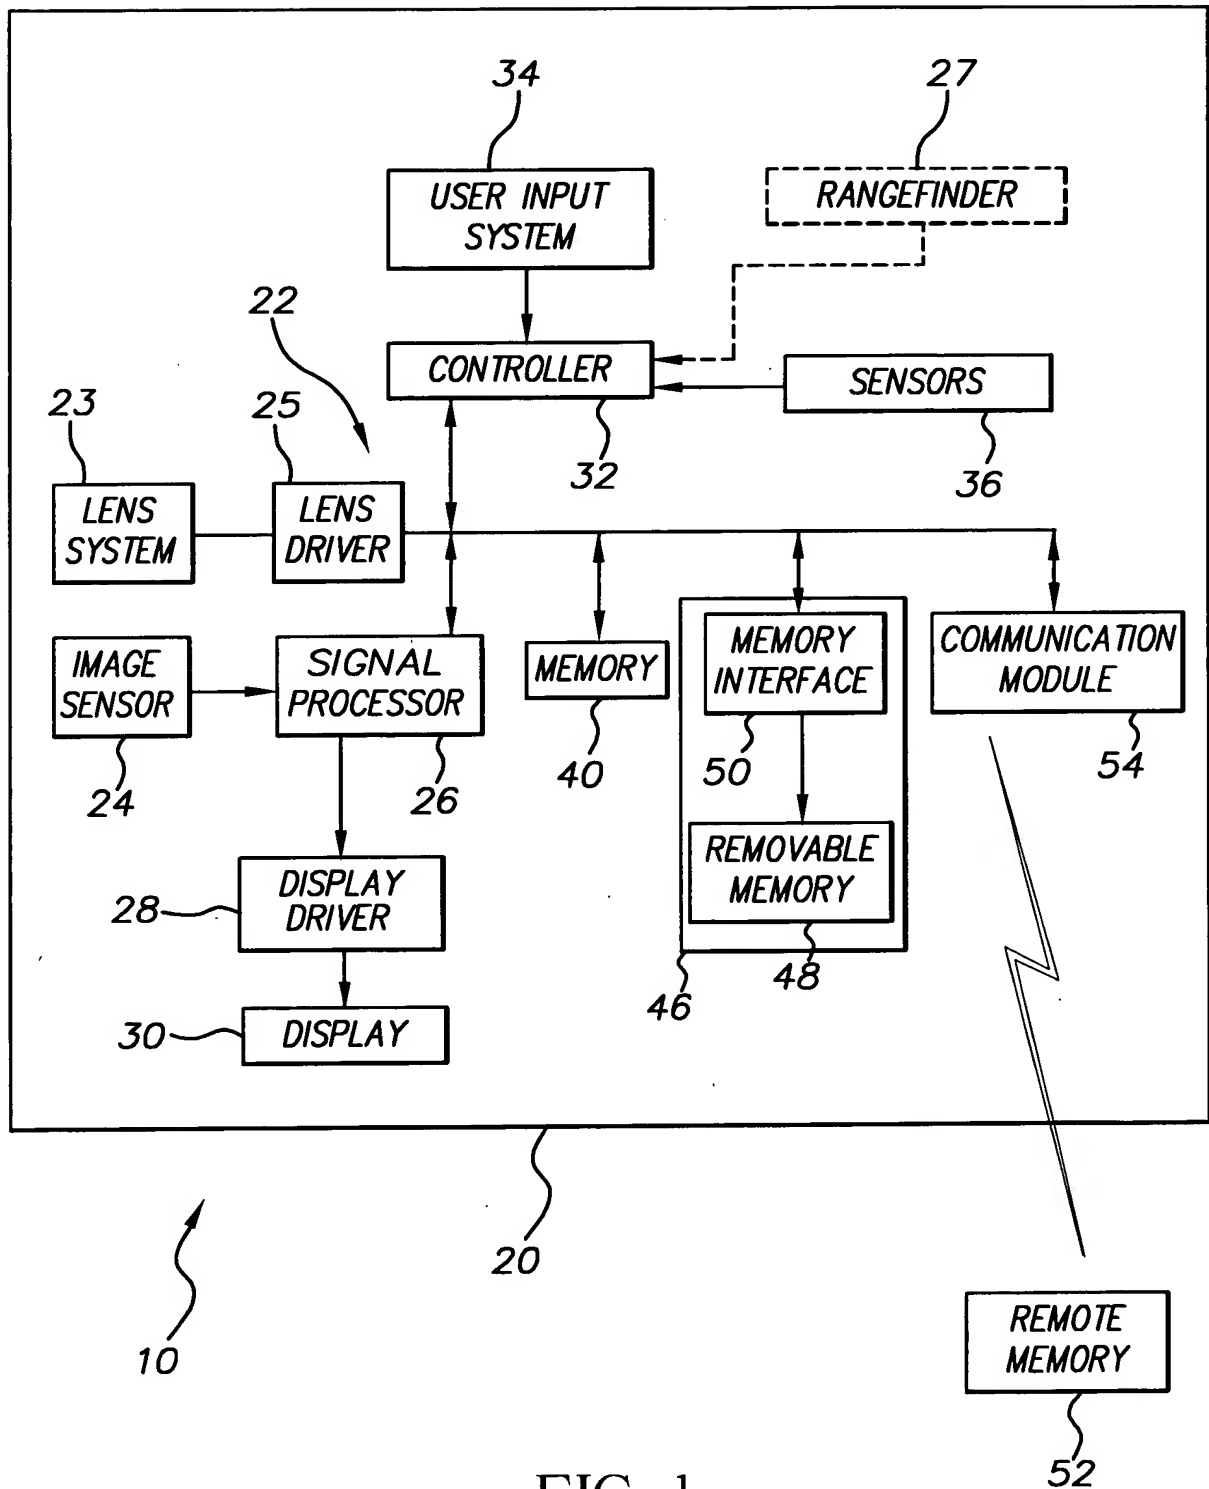 34
27
USER INPUT
SYSTEM
RANGEFINDER
22
CONTROLLER
SENSORS
23
25
32
36
LENS
SYSTEM
LENS
DRIVER
IMAGE
SENSOR
SIGNAL
PROCESSOR
MEMORY
MEMORY
INTERFACE
COMMUNICATION
MODULE
24
26
40
50
54
REMOVABLE
MEMORY
DISPLAY
DRIVER
28
46
48
30
DISPLAY
20
10
REMOTE
MEMORY
52
FIG. 1